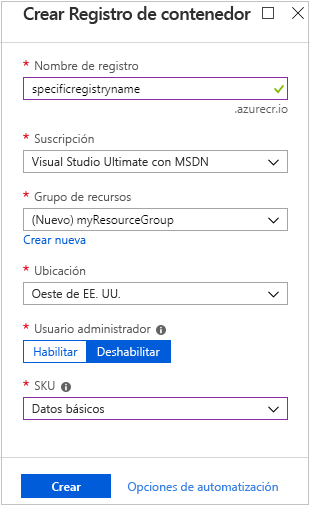 Crear Registro de contenedor
* Nombre de registro
specificregistryname
.azurecr.io
* Suscripción
Visual Studio Ultimate con MSDN
* Grupo de recursos
(Nuevo) myResourceGroup
Crear nueva
* Ubicación
Oeste de EE. UU.
* Usuario administrador
Habilitar Deshabilitar
* SKU
Datos básicos
Crear Opciones de automatización